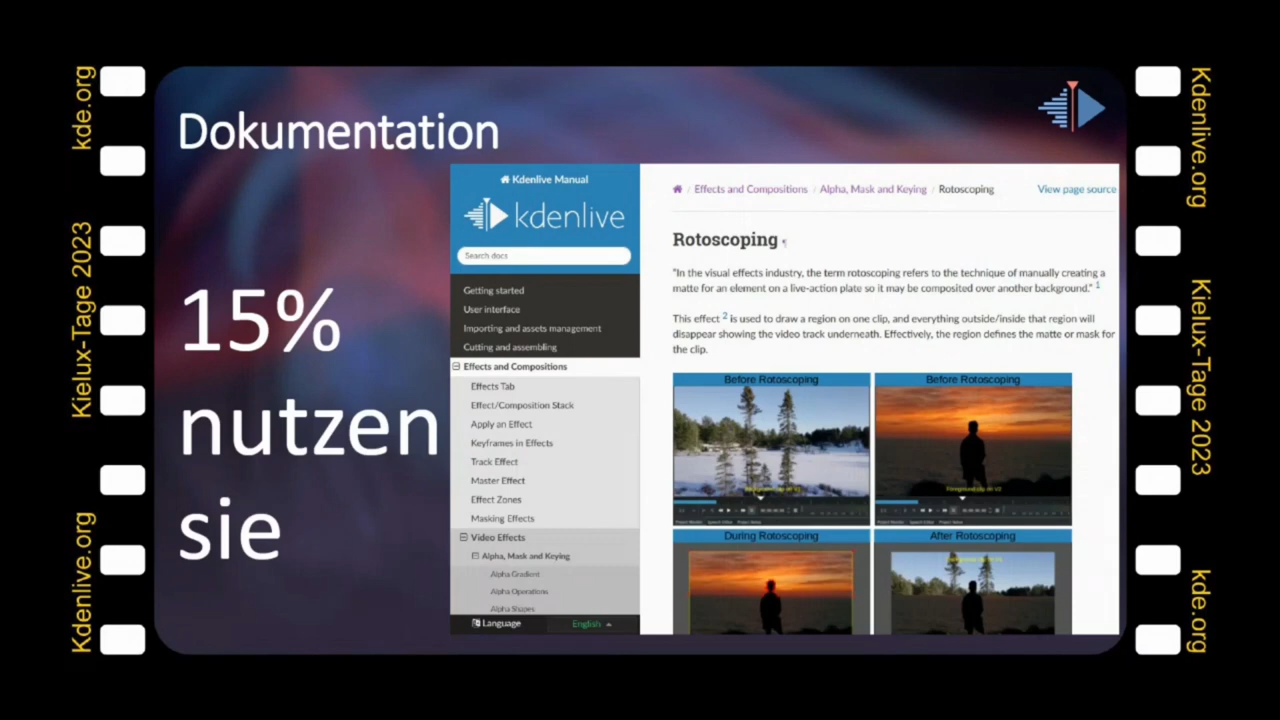 kde.org
Kielux-Tage 2023
Kdenlive.org
Dokumentation
15%
nutzen
sie
Kdenlive Manual
kdenlive
Search docs
Getting started
User interface
Importing and assets management
Cutting and assembling
Effects and Compositions
Effects Tab
Effect/Composition Stack
Apply an Effect
Keyframes in Effects
Track Effect
Master Effect
Effect Zones
Masking Effects
Video Effects
Alpha, Mask and Keying
Alpha Gradient
Alpha Operations
Alpha Shapes
Language English
/ Effects and Compositions / Alpha, Mask and Keying / Rotoscoping View page source
Rotoscoping ¶
"In the visual effects industry, the term rotoscoping refers to the technique of manually creating a
matte for an element on a live-action plate so it may be composited over another background." 1
This effect 2 is used to draw a region on one clip, and everything outside/inside that region will
disappear showing the video track underneath. Effectively, the region defines the matte or mask for
the clip.
Before Rotoscoping
Before Rotoscoping
During Rotoscoping
After Rotoscoping
Kdenlive.org
Kielux-Tage 2023
kde.org